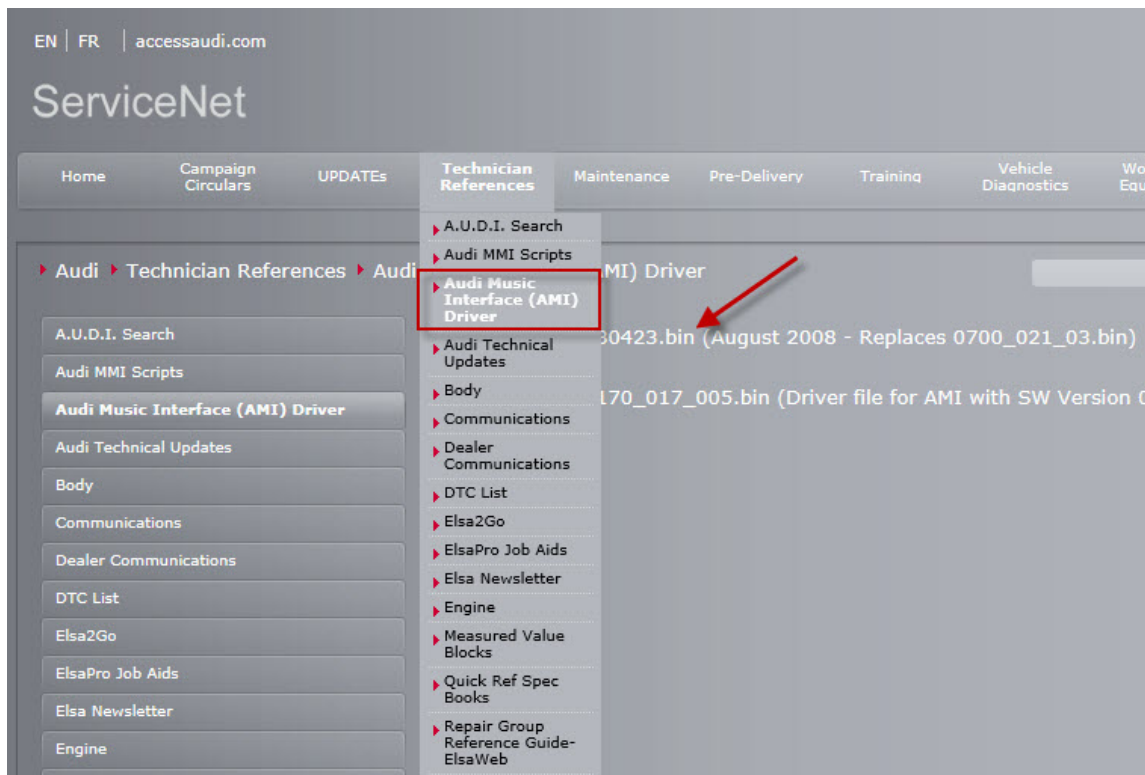 EN | FR | accessaudi.com
ServiceNet
Home
Campaign
Circulars
UPDATEs
Technician
References
Maintenance
Pre-Delivery
Training
Vehicle
Diagnostics
A.U.D.I. Search
Audi MMI Scripts
Audi Music
Interface (AMI)
Driver
Audi Technical
Updates
Body
Communications
Dealer
Communications
DTC List
Elsa2Go
ElsaPro Job Aids
Elsa Newsletter
Engine
Measured Value
Blocks
Quick Ref Spec
Books
Repair Group
Reference Guide-
ElsaWeb
Audi Technician References Audi MI) Driver
30423.bin (August 2008 - Replaces 0700_021_03.bin)
170_017_005.bin (Driver file for AMI with SW Version
A.U.D.I. Search
Audi MMI Scripts
Audi Music Interface (AMI) Driver
Audi Technical Updates
Body
Communications
Dealer Communications
DTC List
Elsa2Go
ElsaPro Job Aids
Elsa Newsletter
Engine